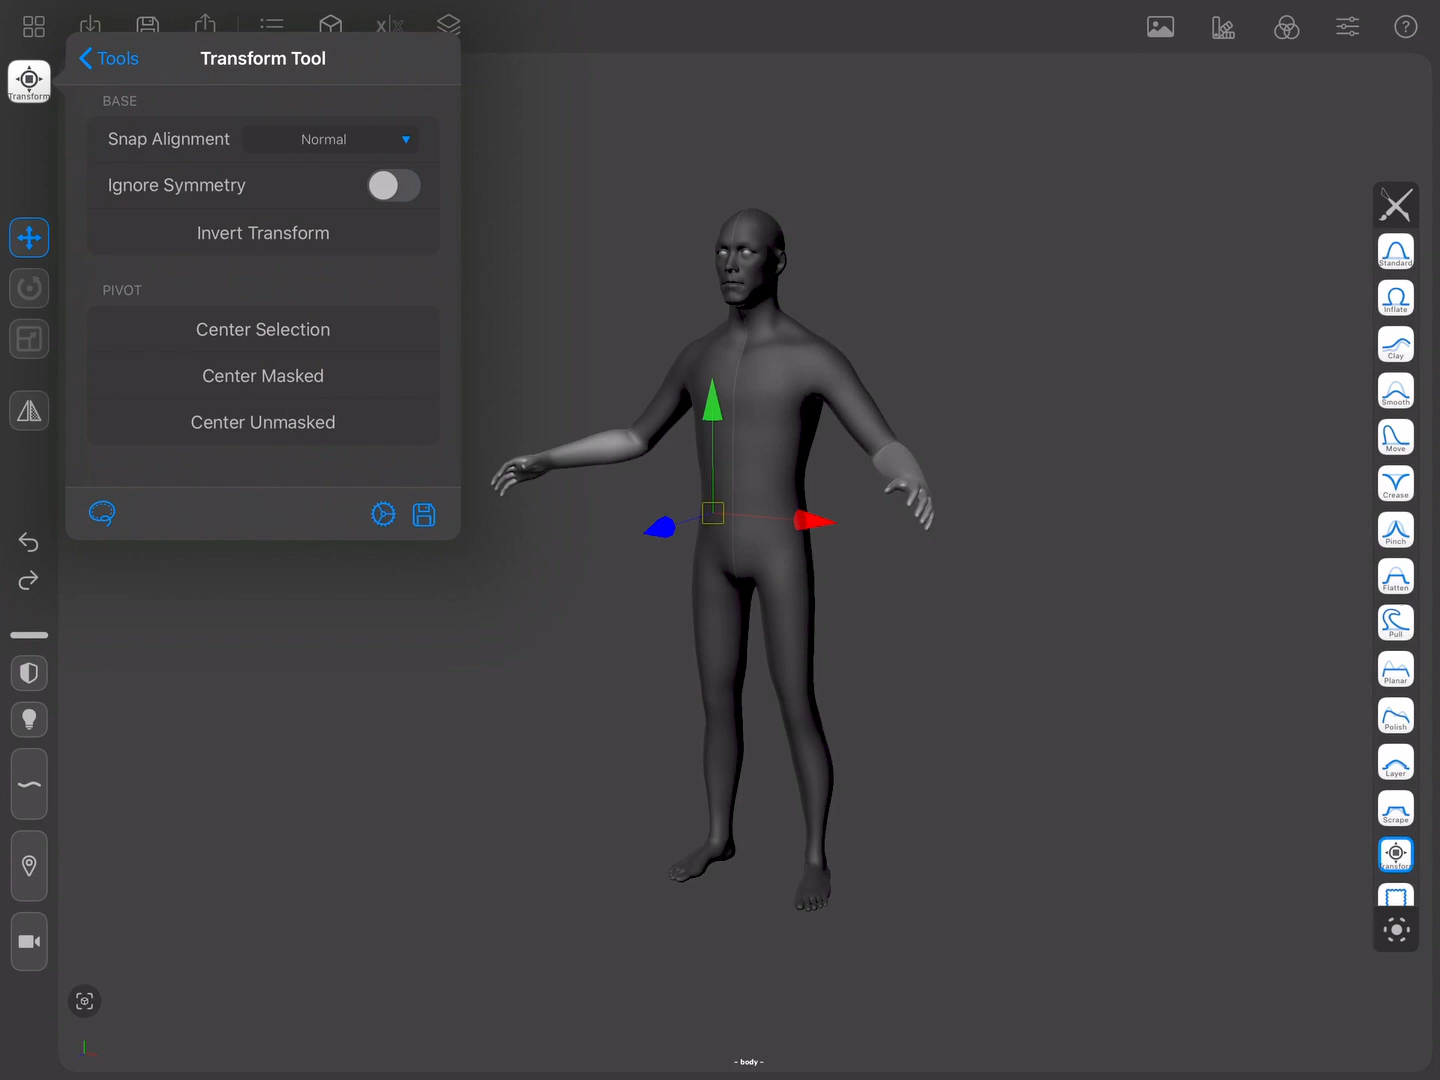 Tools
Transform Tool
Transform
BASE
Snap Alignment
Normal
Ignore Symmetry
Invert Transform
PIVOT
Center Selection
Center Masked
Center Unmasked
Standard
Inflate
Clay
Smooth
Move
Crease
Pinch
Flatten
Pull
Planar
Polish
Layer
Scrape
Transform
~ body ~